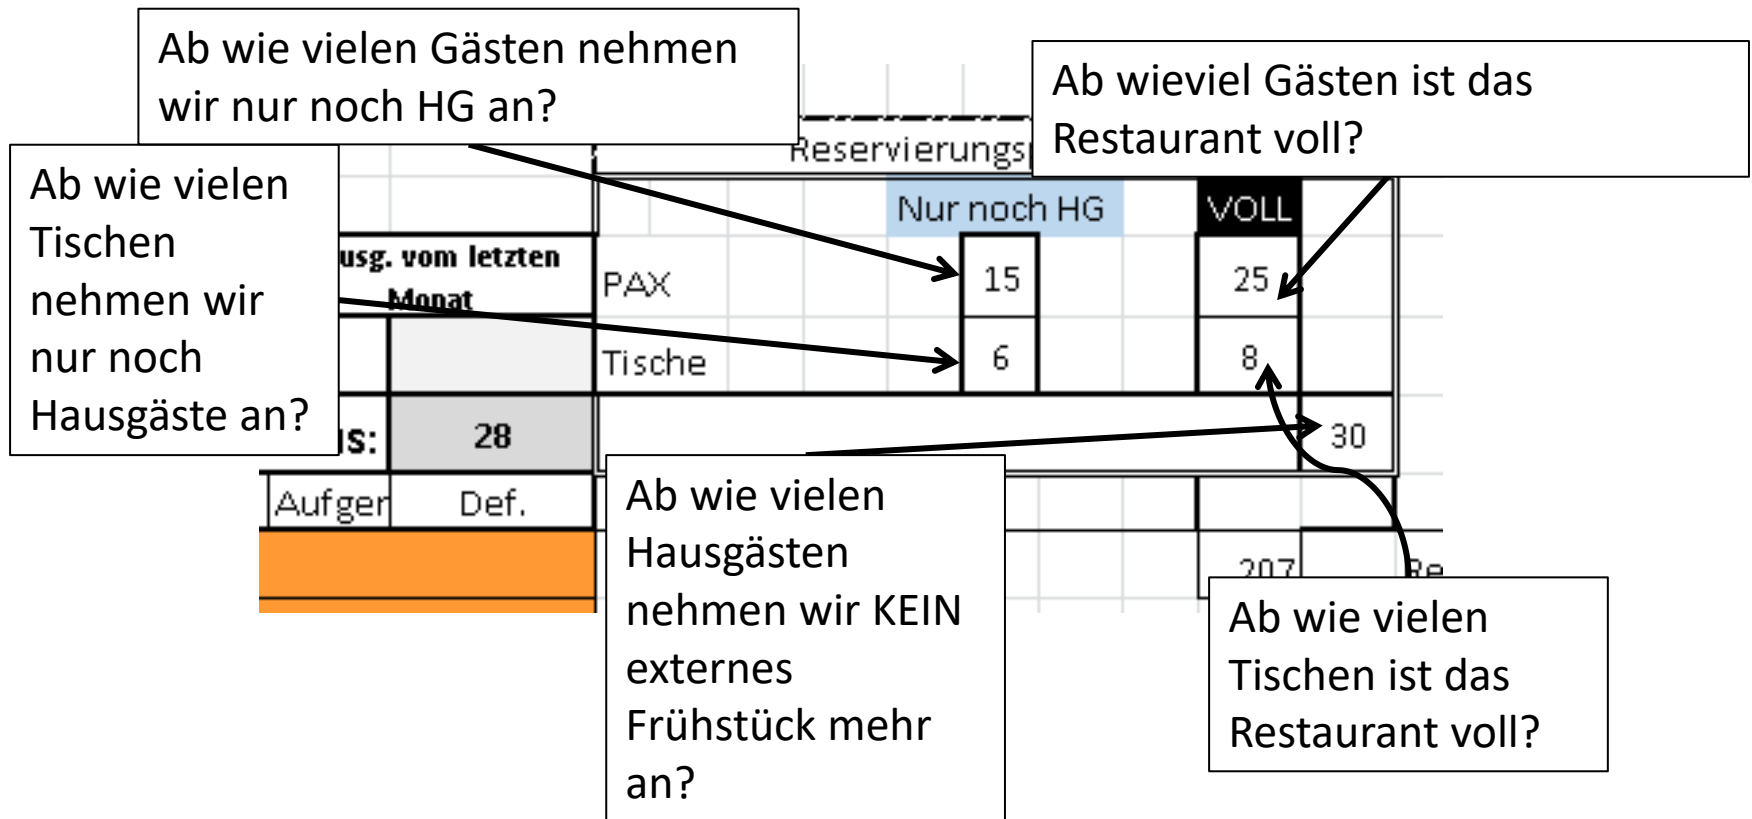 Ab wie vielen Gästen nehmen
wir nur noch HG an?
Ab wieviel Gästen ist das
Restaurant voll?
Ab wie vielen
Tischen
nehmen wir
nur noch
Hausgäste an?
Nur noch HG
VOLL
usg. vom letzten
Monat
PAX
15
25
Tische
6
8
28
30
Aufger
Def.
207
Ab wie vielen
Hausgästen
nehmen wir KEIN
externes
Frühstück mehr
an?
Ab wie vielen
Tischen ist das
Restaurant voll?